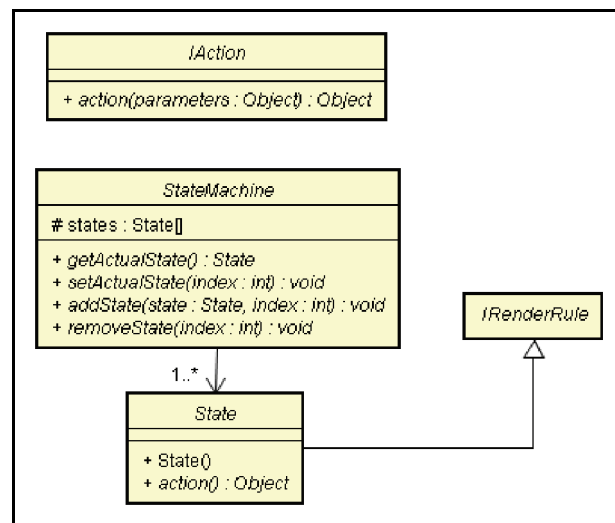 IAction
+ action(parameters : Object) : Object
StateMachine
# states : State[]
+ getActualState() : State
+ setActualState(index : int) : void
+ addState(state : State, index : int) : void
+ removeState(index : int) : void
IRenderRule
1..*
State
+ State()
+ action() : Object